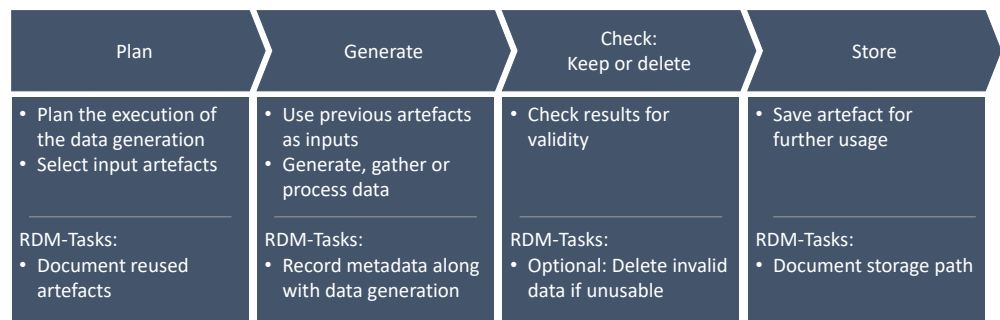 Plan
Generate
Check:
Keep or delete
Store
• Plan the execution of
the data generation
• Select input artefacts
RDM-Tasks:
• Document reused
artefacts
• Use previous artefacts
as inputs
• Generate, gather or
process data
RDM-Tasks:
• Record metadata along
with data generation
• Check results for
validity
RDM-Tasks:
• Optional: Delete invalid
data if unusable
• Save artefact for
further usage
RDM-Tasks:
• Document storage path